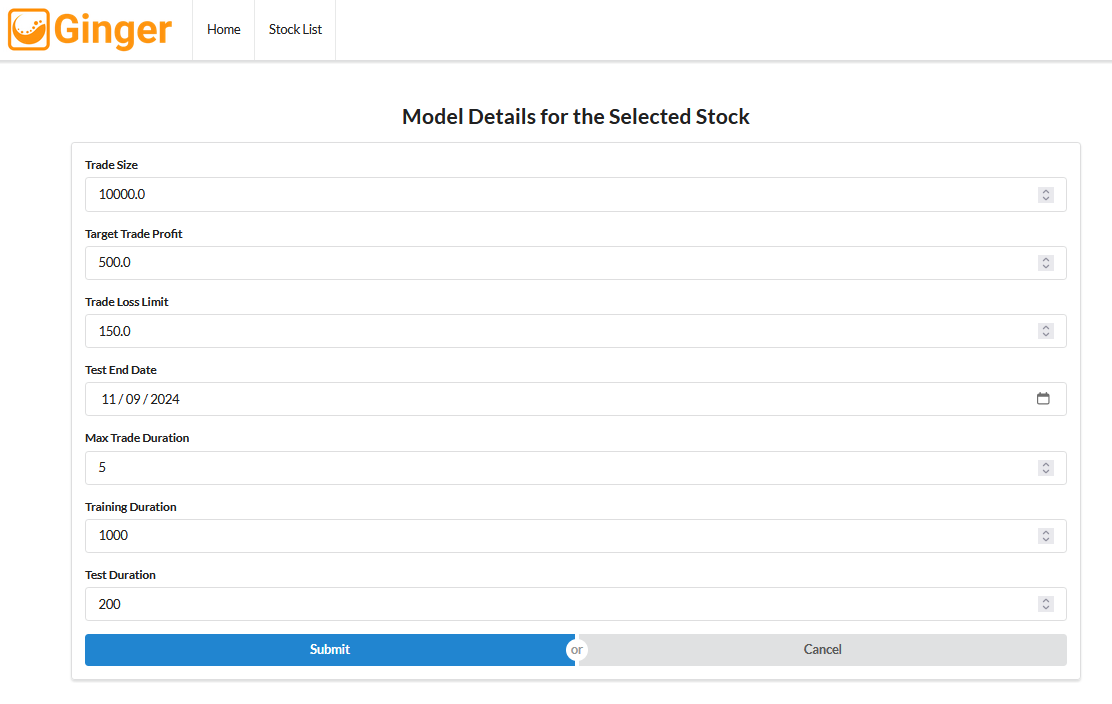 Ginger
Home
Stock List
Model Details for the Selected Stock
Trade Size
10000.0
Target Trade Profit
500.0
Trade Loss Limit
150.0
Test End Date
11 / 09 / 2024
Max Trade Duration
5
Training Duration
1000
Test Duration
200
Submit
or
Cancel